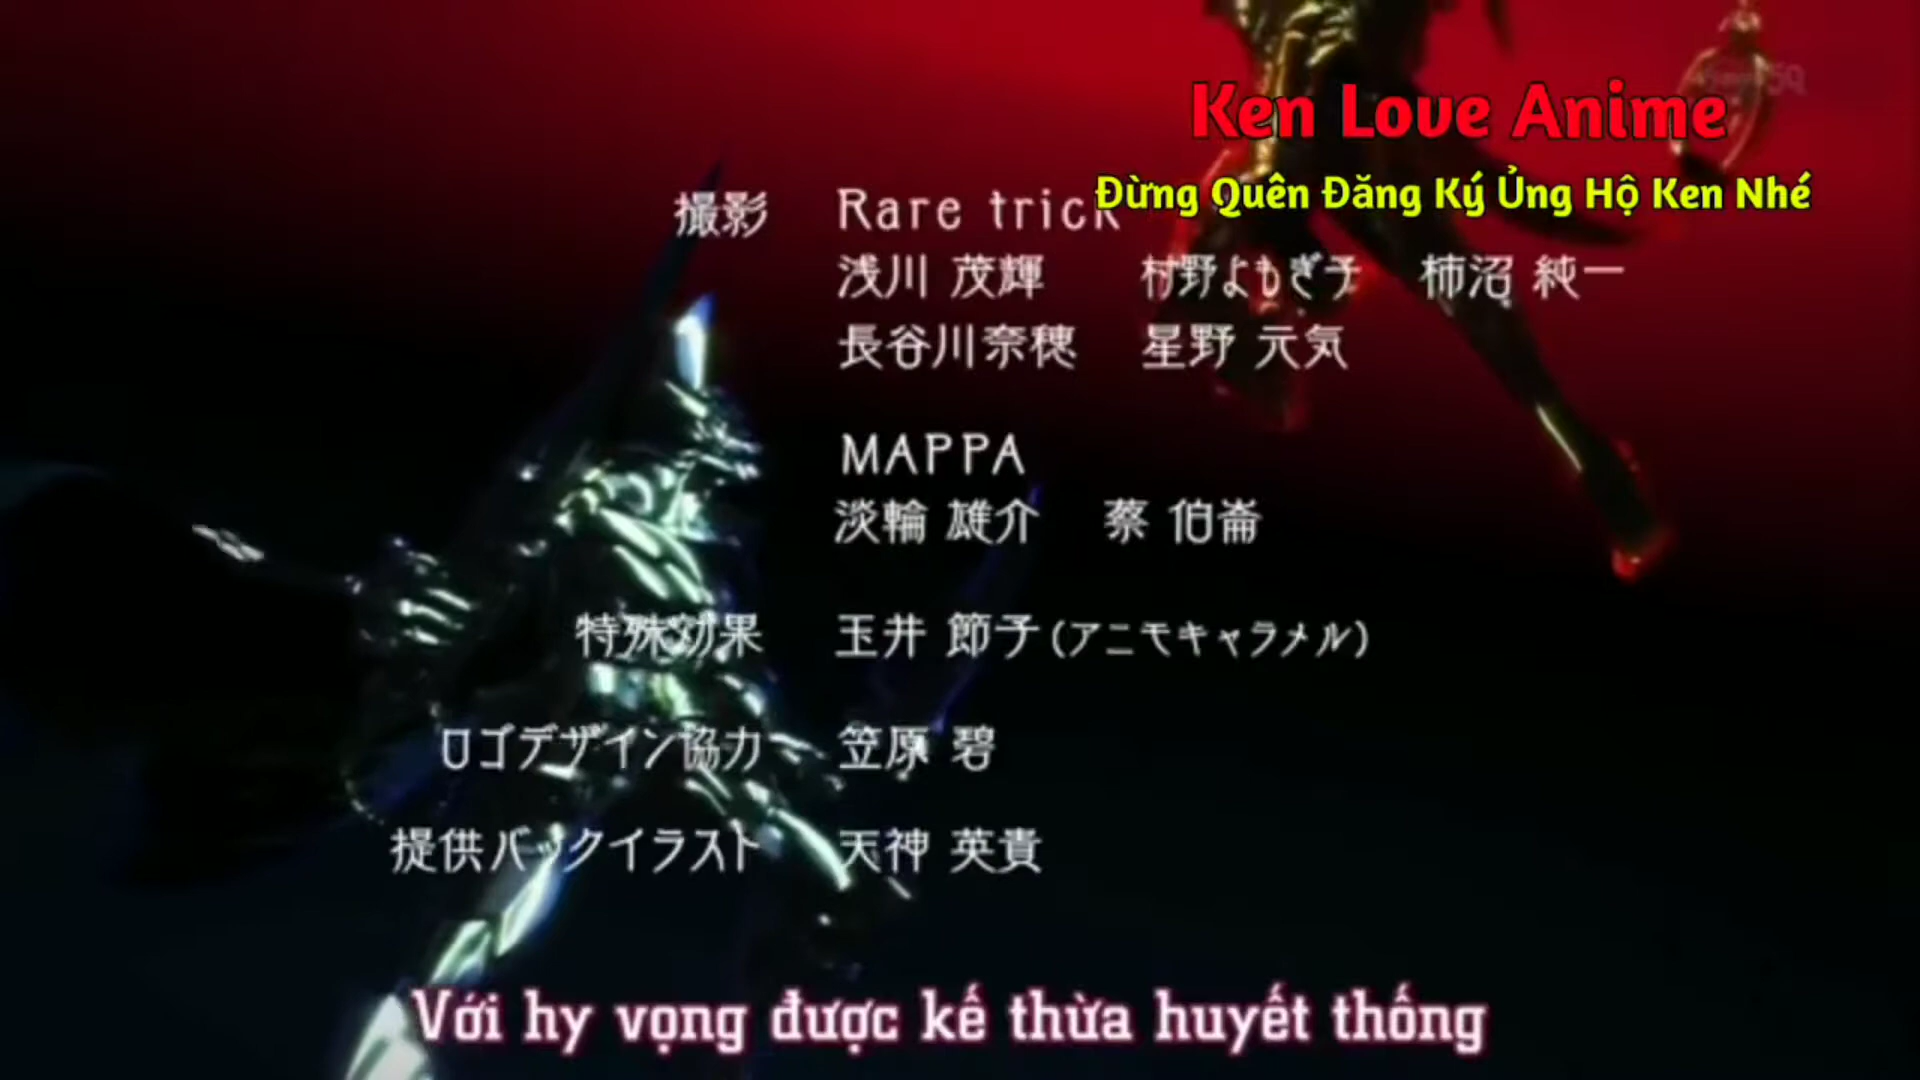 Ken Love Anime
Đừng Quên Đăng Ký Ủng Hộ Ken Nhé
撮影 Rare trick
浅川 茂輝 村野よもぎ子 柿沼 純一
長谷川奈穂 星野 元気
MAPPA
淡輪 雄介 蔡 伯崙
特殊効果 玉井 節子(アニモキャラメル)
ロゴデザイン協力 笠原 碧
提供バックイラスト 天神 英貴
Với hy vọng được kế thừa huyết thống